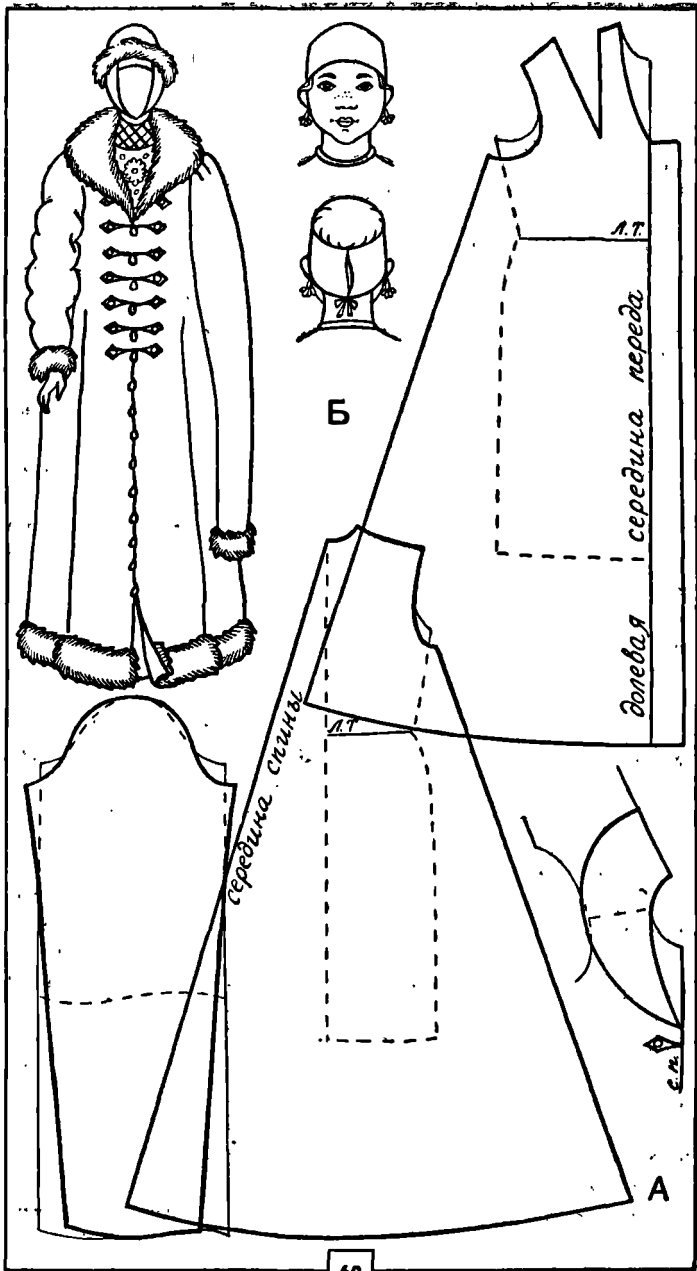 Л.Т.
середина переда
долевая
Б
середина спины
Л.Т
с.п.
А